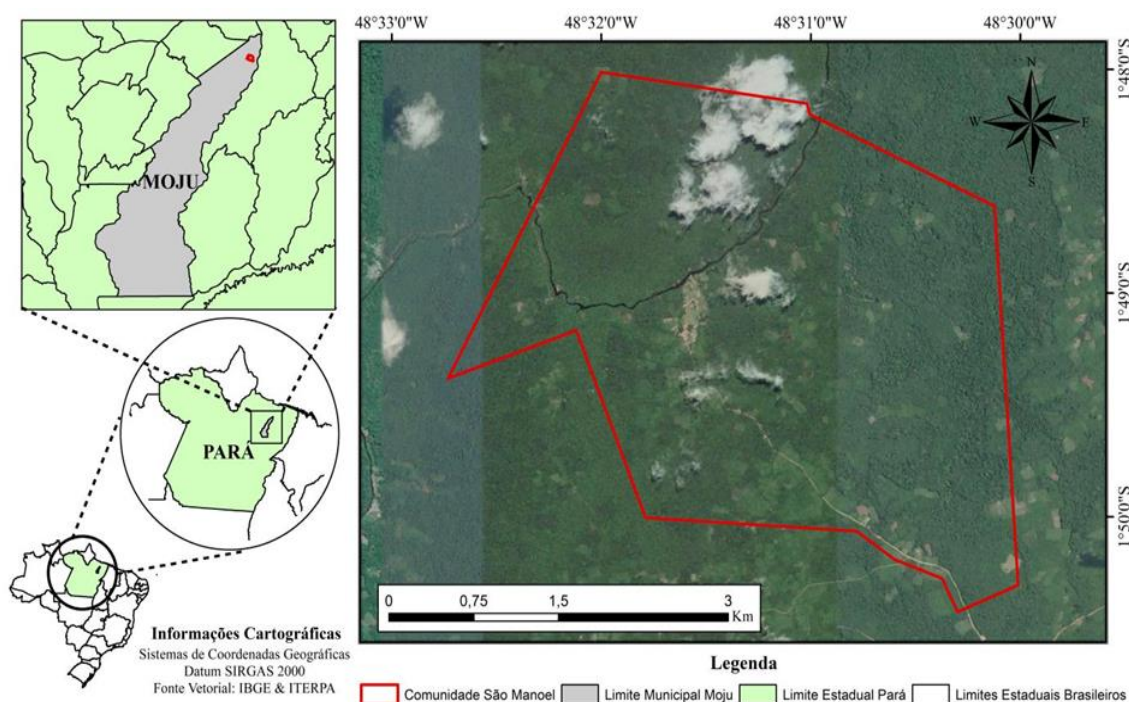 48°33'0"W
48°32'0"W
48°31'0"W
48°30'0"W
1°48'0"S
1°49'0"S
1°50'0"S
N
W
E
S
MOJU
PARÁ
0
0,75
1,5
3
Km
Informações Cartográficas
Sistemas de Coordenadas Geográficas
Datum SIRGAS 2000
Fonte Vetorial: IBGE & ITERPA
Legenda
Comunidade São Manoel
Limite Municipal Moju
Limite Estadual Pará
Limites Estaduais Brasileiros